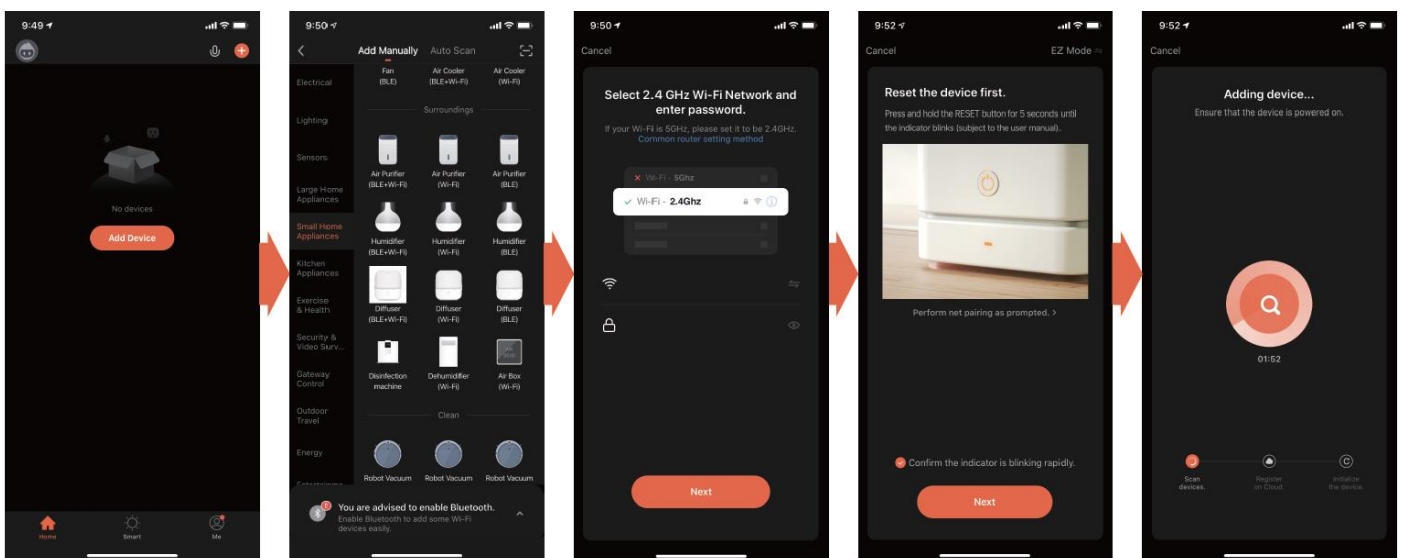 9:49
No devices
Add Device
Home
Smart
Me
9:50
Add Manually
Auto Scan
Electrical
Lighting
Sensors
Large Home
Appliances
Small Home
Appliances
Kitchen
Appliances
Exercise
& Health
Security &
Video Surv...
Gateway
Control
Outdoor
Travel
Energy
Fan
(BLE)
Air Cooler
(BLE+Wi-Fi)
Air Cooler
(Wi-Fi)
Surroundings
Air Purifier
(BLE+Wi-Fi)
Air Purifier
(Wi-Fi)
Air Purifier
(BLE)
Humidifier
(BLE+Wi-Fi)
Humidifier
(Wi-Fi)
Humidifier
(BLE)
Diffuser
(BLE+Wi-Fi)
Diffuser
(Wi-Fi)
Diffuser
(BLE)
Disinfection
machine
Dehumidifier
(Wi-Fi)
Air Box
(Wi-Fi)
Clean
Robot Vacuum
Robot Vacuum
Robot Vacuum
You are advised to enable Bluetooth.
Enable Bluetooth to add some Wi-Fi
devices easily.
9:50
Cancel
Select 2.4 GHz Wi-Fi Network and
enter password.
If your Wi-Fi is 5GHz, please set it to be 2.4GHz.
Common router setting method
Wi-Fi - 5Ghz
Wi-Fi - 2.4Ghz
Next
9:52
Cancel
EZ Mode
Reset the device first.
Press and hold the RESET button for 5 seconds until
the indicator blinks (subject to the user manual).
Perform net pairing as prompted. >
Confirm the indicator is blinking rapidly.
Next
9:52
Cancel
Adding device...
Ensure that the device is powered on.
01:52
Scan
devices.
Register
on Cloud.
Initialize
the device.